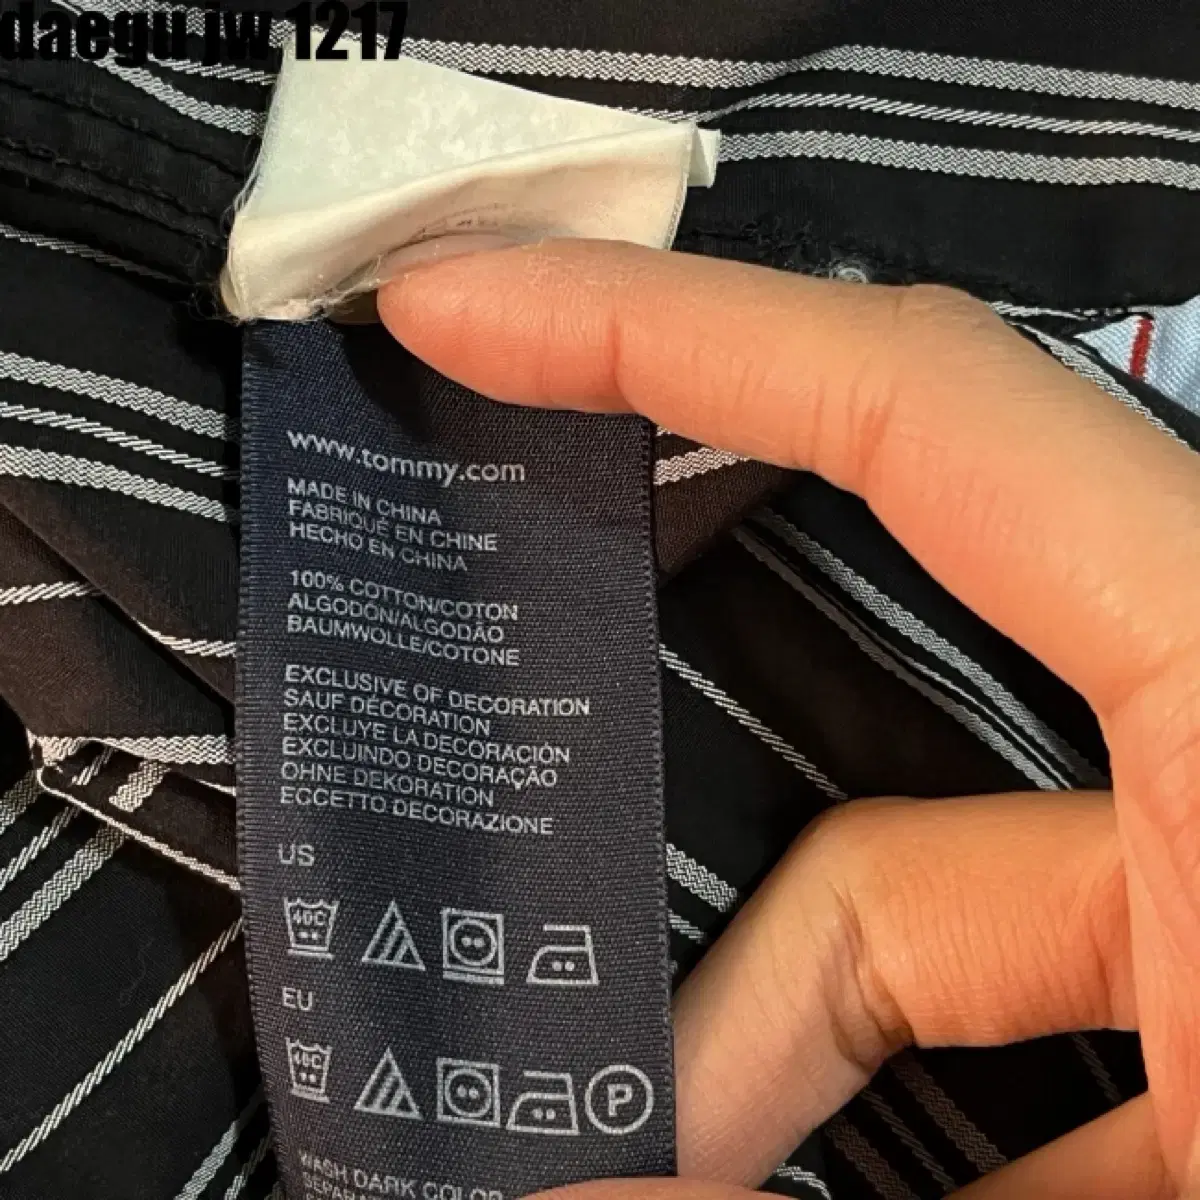 daegu jw 1217
www.tommy.com
MADE IN CHINA
FABRIQUÉ EN CHINE
HECHO EN CHINA
100% COTTON/COTON
ALGODÓN/ALGODÃO
BAUMWOLLE/COTONE
EXCLUSIVE OF DECORATION
SAUF DÉCORATION
EXCLUYE LA DECORACIÓN
EXCLUINDO DECORAÇÃO
OHNE DEKORATION
ECCETTO DECORAZIONE
US
40C
EU
40C
P
WASH DARK COLOR